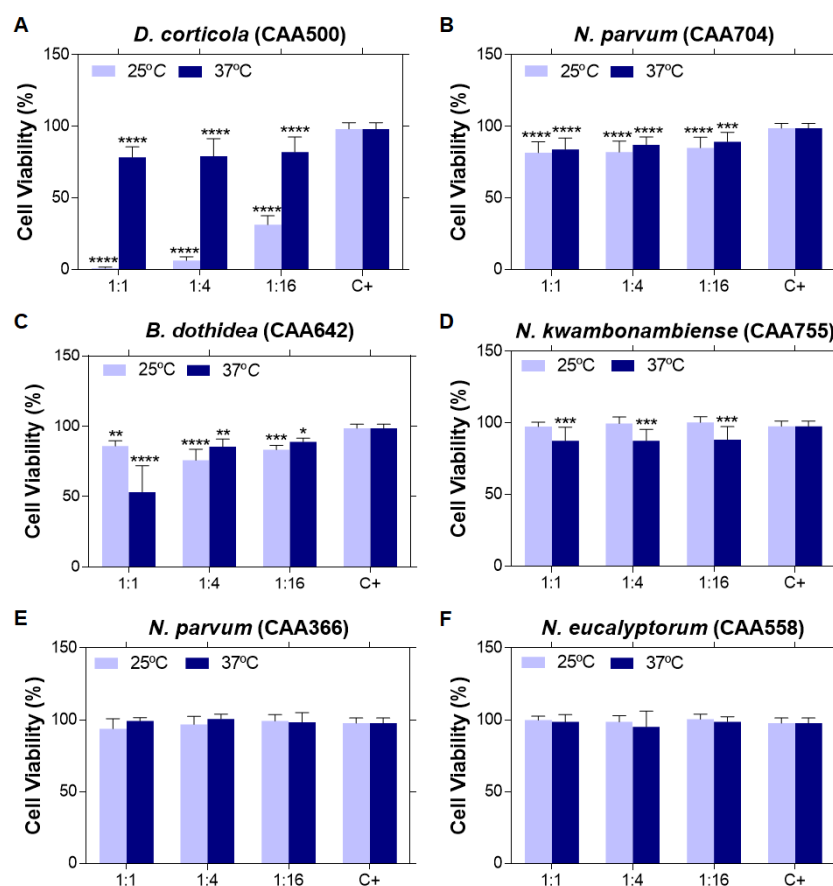 A
D. corticola (CAA500)
25ºC 37ºC
Cell Viability (%)
150
100
50
0
**** **** ****
**** **** ****
1:1 1:4 1:16 C+
B
N. parvum (CAA704)
25ºC 37ºC
Cell Viability (%)
150
100
50
0
**** **** **** **** **** ***
1:1 1:4 1:16 C+
C
B. dothidea (CAA642)
25ºC 37ºC
Cell Viability (%)
150
100
50
0
** **** **** ** *** *
1:1 1:4 1:16 C+
D
N. kwambonambiense (CAA755)
25ºC 37ºC
Cell Viability (%)
150
100
50
0
*** *** ***
1:1 1:4 1:16 C+
E
N. parvum (CAA366)
25ºC 37ºC
Cell Viability (%)
150
100
50
0
1:1 1:4 1:16 C+
F
N. eucalyptorum (CAA558)
25ºC 37ºC
Cell Viability (%)
150
100
50
0
1:1 1:4 1:16 C+